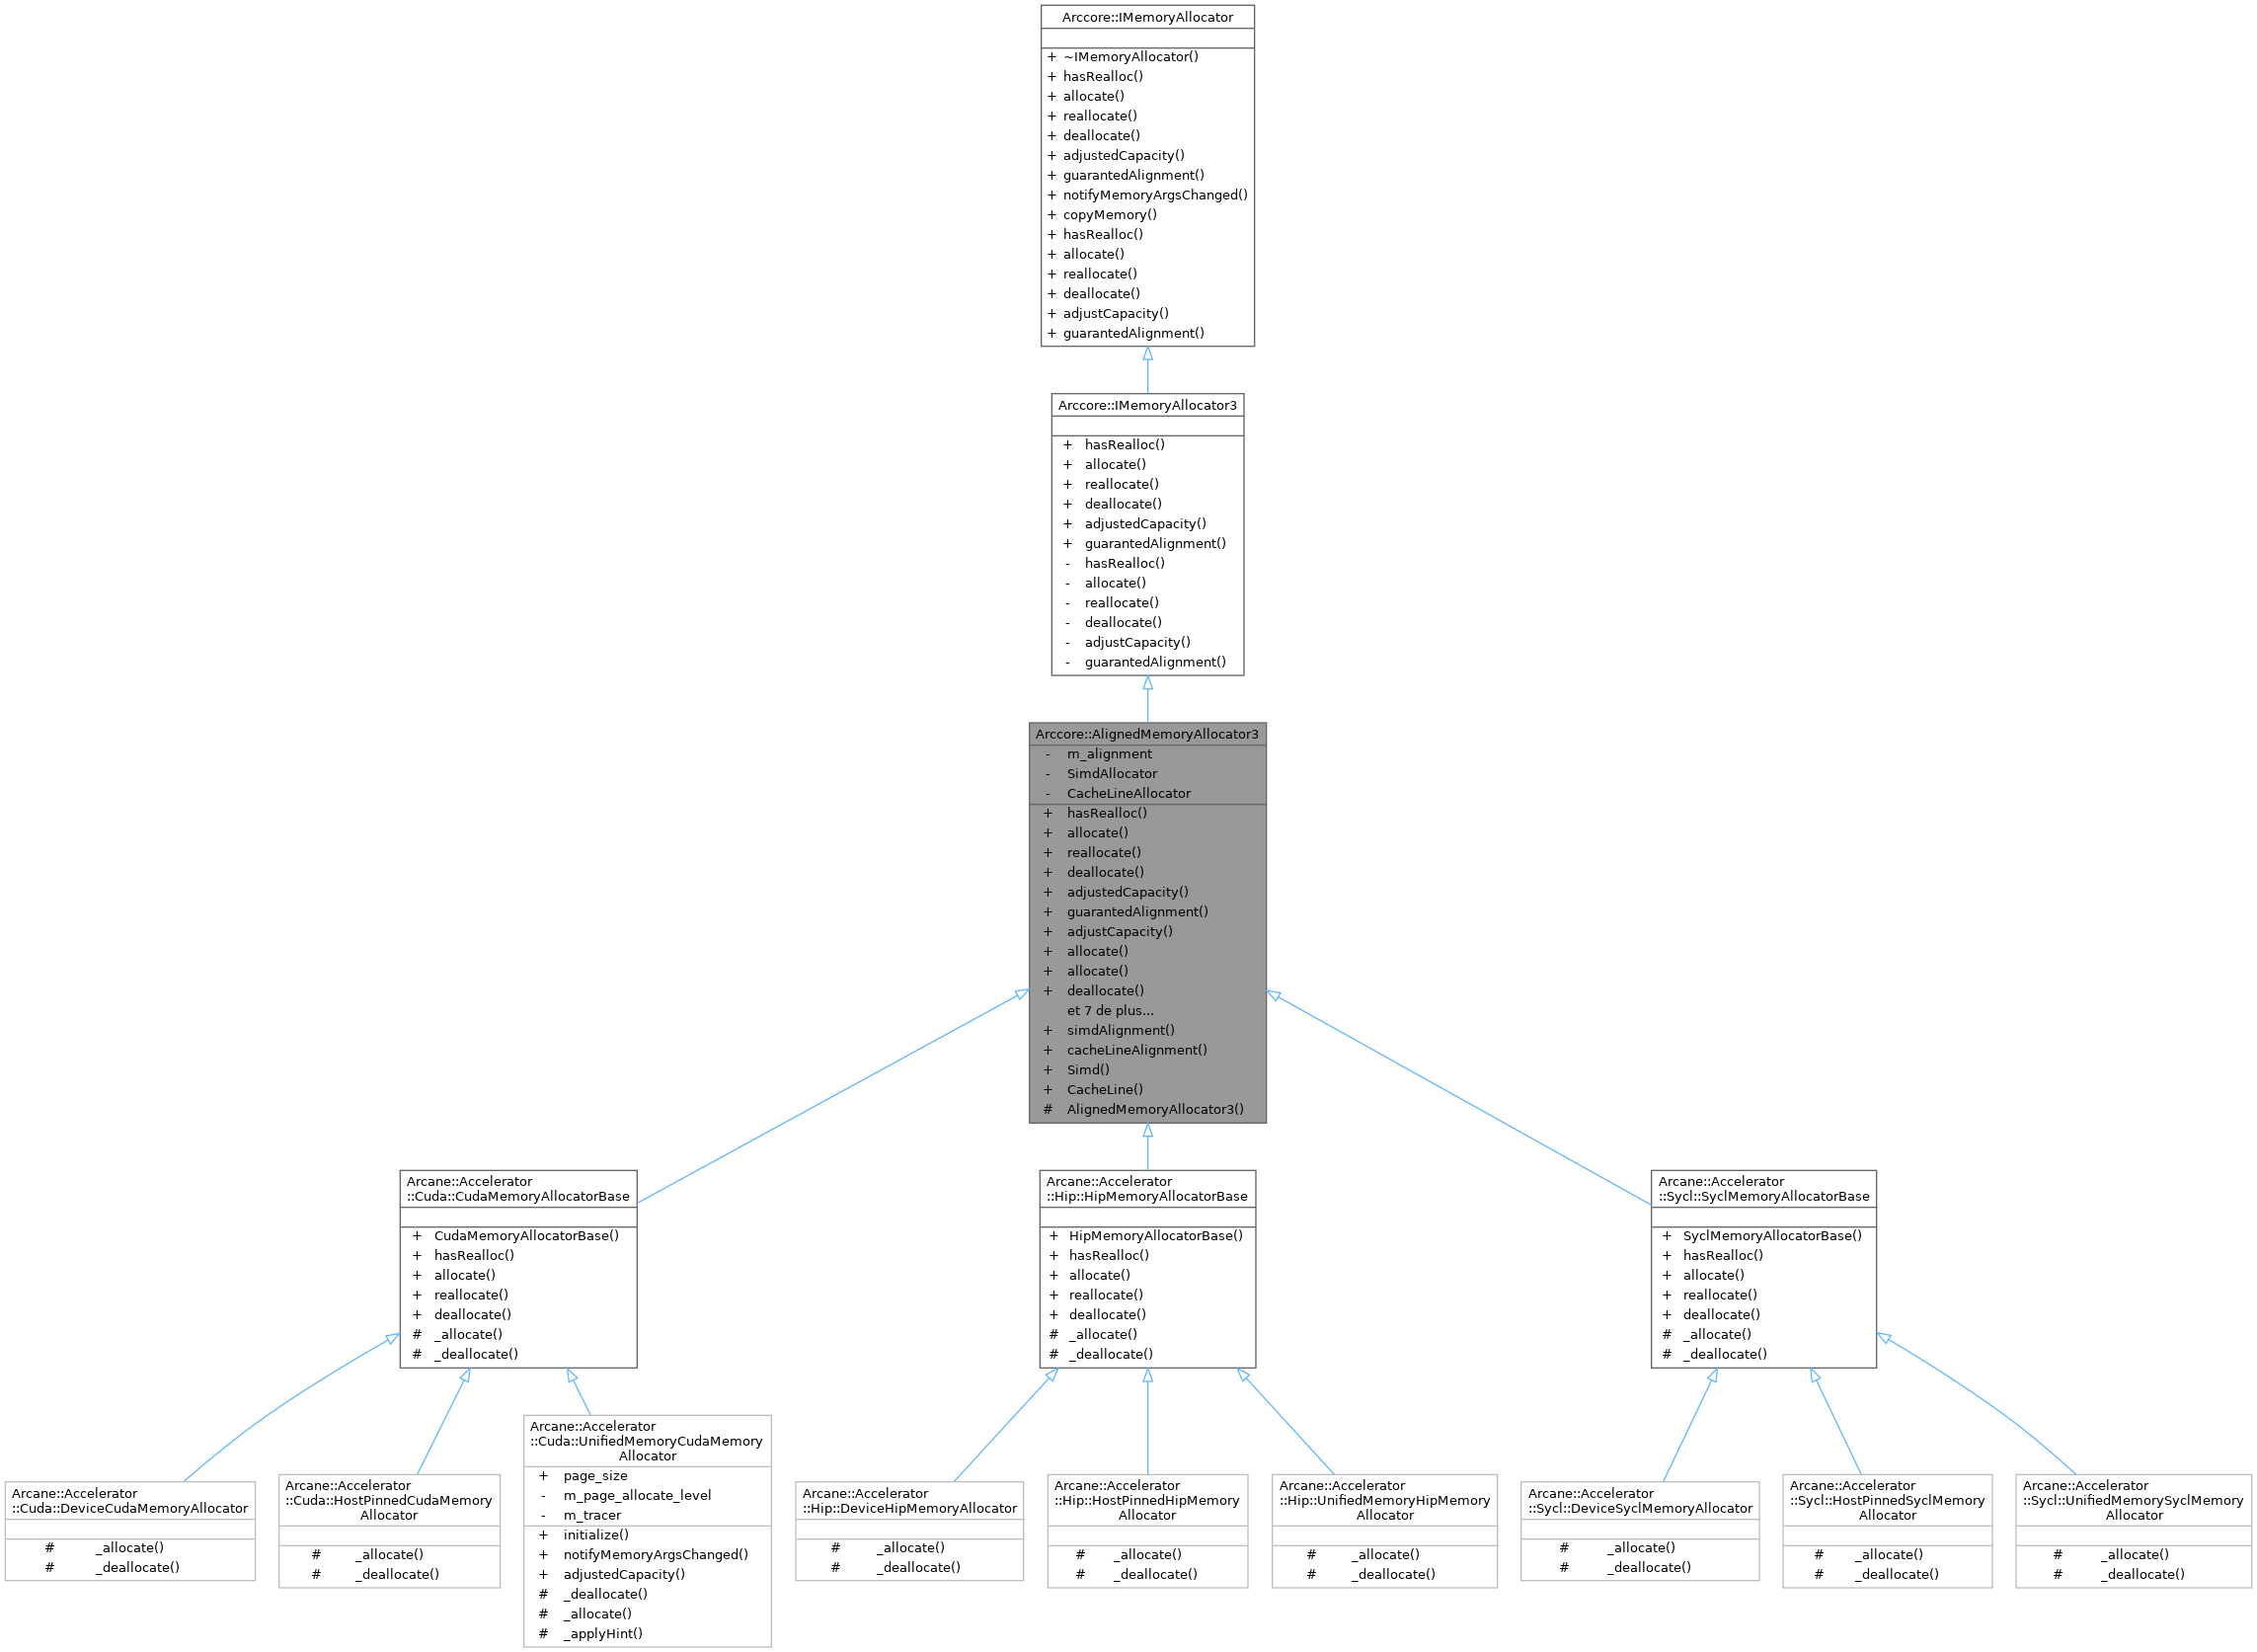 Arccore::IMemoryAllocator
+ ~IMemoryAllocator()
+ hasRealloc()
+ allocate()
+ reallocate()
+ deallocate()
+ adjustedCapacity()
+ guarantedAlignment()
+ notifyMemoryArgsChanged()
+ copyMemory()
+ hasRealloc()
+ allocate()
+ reallocate()
+ deallocate()
+ adjustCapacity()
+ guarantedAlignment()
Arccore::IMemoryAllocator3
+ hasRealloc()
+ allocate()
+ reallocate()
+ deallocate()
+ adjustedCapacity()
+ guarantedAlignment()
- hasRealloc()
- allocate()
- reallocate()
- deallocate()
- adjustCapacity()
- guarantedAlignment()
Arccore::AlignedMemoryAllocator3
- m_alignment
- SimdAllocator
- CacheLineAllocator
+ hasRealloc()
+ allocate()
+ reallocate()
+ deallocate()
+ adjustedCapacity()
+ guarantedAlignment()
+ adjustCapacity()
+ allocate()
+ allocate()
+ deallocate()
et 7 de plus...
+ simdAlignment()
+ cacheLineAlignment()
+ Simd()
+ CacheLine()
# AlignedMemoryAllocator3()
Arcane::Accelerator
::Cuda::CudaMemoryAllocatorBase
+ CudaMemoryAllocatorBase()
+ hasRealloc()
+ allocate()
+ reallocate()
+ deallocate()
# _allocate()
# _deallocate()
Arcane::Accelerator
::Hip::HipMemoryAllocatorBase
+ HipMemoryAllocatorBase()
+ hasRealloc()
+ allocate()
+ reallocate()
+ deallocate()
# _allocate()
# _deallocate()
Arcane::Accelerator
::Sycl::SyclMemoryAllocatorBase
+ SyclMemoryAllocatorBase()
+ hasRealloc()
+ allocate()
+ reallocate()
+ deallocate()
# _allocate()
# _deallocate()
Arcane::Accelerator
::Cuda::DeviceCudaMemoryAllocator
# _allocate()
# _deallocate()
Arcane::Accelerator
::Cuda::HostPinnedCudaMemory
Allocator
# _allocate()
# _deallocate()
Arcane::Accelerator
::Cuda::UnifiedMemoryCudaMemory
Allocator
+ page_size
- m_page_allocate_level
- m_tracer
+ initialize()
+ notifyMemoryArgsChanged()
+ adjustedCapacity()
# _deallocate()
# _allocate()
# _applyHint()
Arcane::Accelerator
::Hip::DeviceHipMemoryAllocator
# _allocate()
# _deallocate()
Arcane::Accelerator
::Hip::HostPinnedHipMemory
Allocator
# _allocate()
# _deallocate()
Arcane::Accelerator
::Hip::UnifiedMemoryHipMemory
Allocator
# _allocate()
# _deallocate()
Arcane::Accelerator
::Sycl::DeviceSyclMemoryAllocator
# _allocate()
# _deallocate()
Arcane::Accelerator
::Sycl::HostPinnedSyclMemory
Allocator
# _allocate()
# _deallocate()
Arcane::Accelerator
::Sycl::UnifiedMemorySyclMemory
Allocator
# _allocate()
# _deallocate()